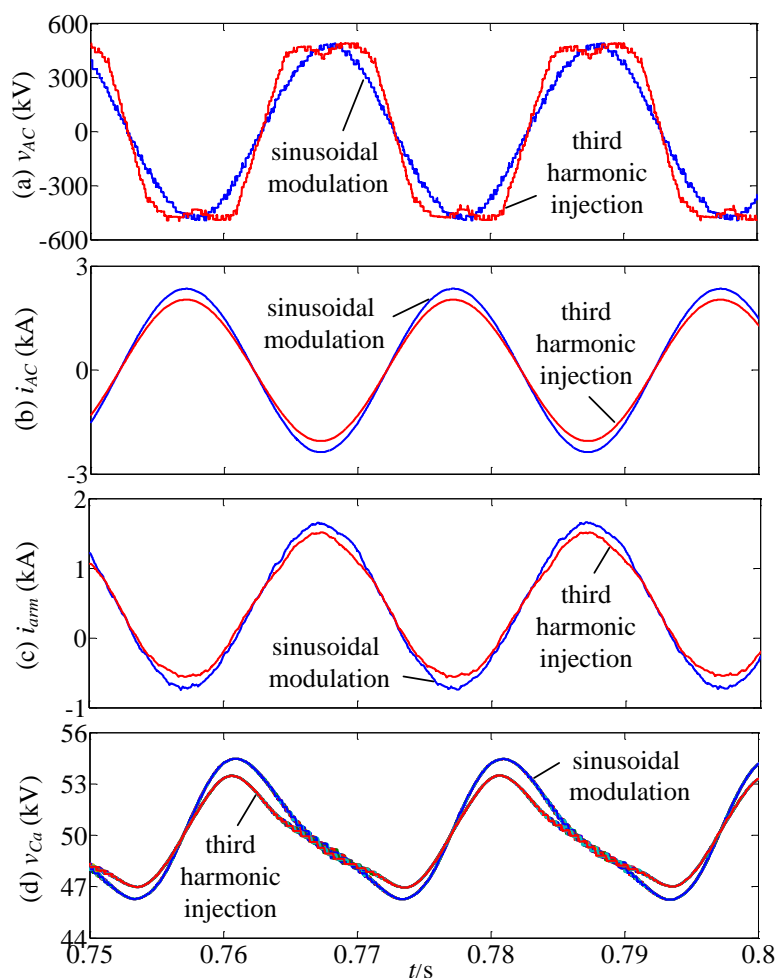 600
300
0
-300
-600
(a) vAC (kV)
sinusoidal
modulation
third
harmonic
injection
3
0
-3
(b) iAC (kA)
sinusoidal
modulation
third
harmonic
injection
2
1
0
-1
(c) iarm (kA)
sinusoidal
modulation
third
harmonic
injection
56
53
50
47
44
(d) vCa (kV)
third
harmonic
injection
sinusoidal
modulation
0.75
0.76
0.77
0.78
0.79
0.8
t/s